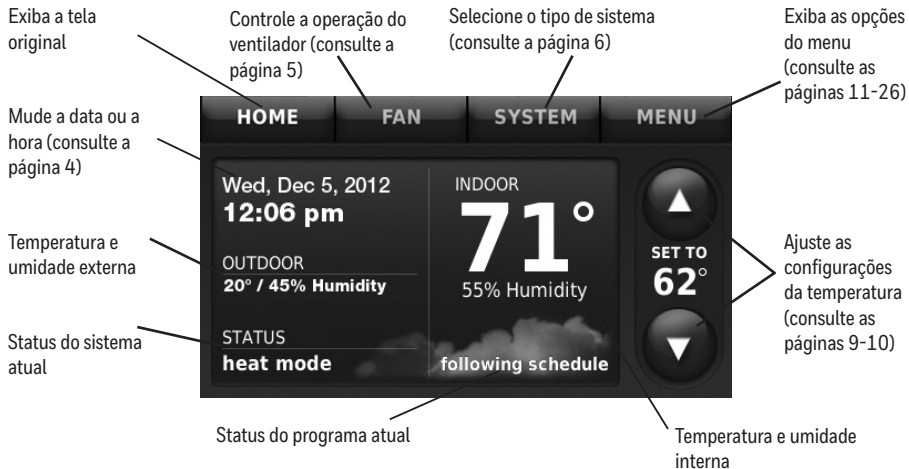 Exiba a tela
original
Controle a operação do
ventilador (consulte a
página 5)
Selecione o tipo de sistema
(consulte a página 6)
Exiba as opções
do menu
(consulte as
páginas 11-26)
Mude a data ou a
hora (consulte a
página 4)
Temperatura e
umidade externa
Status do sistema
atual
HOME
FAN
SYSTEM
MENU
Wed, Dec 5, 2012
12:06 pm
OUTDOOR
20° / 45% Humidity
STATUS
heat mode
INDOOR
71°
55% Humidity
following schedule
SET TO
62°
Ajuste as
configurações
da temperatura
(consulte as
páginas 9-10)
Status do programa atual
Temperatura e umidade
interna